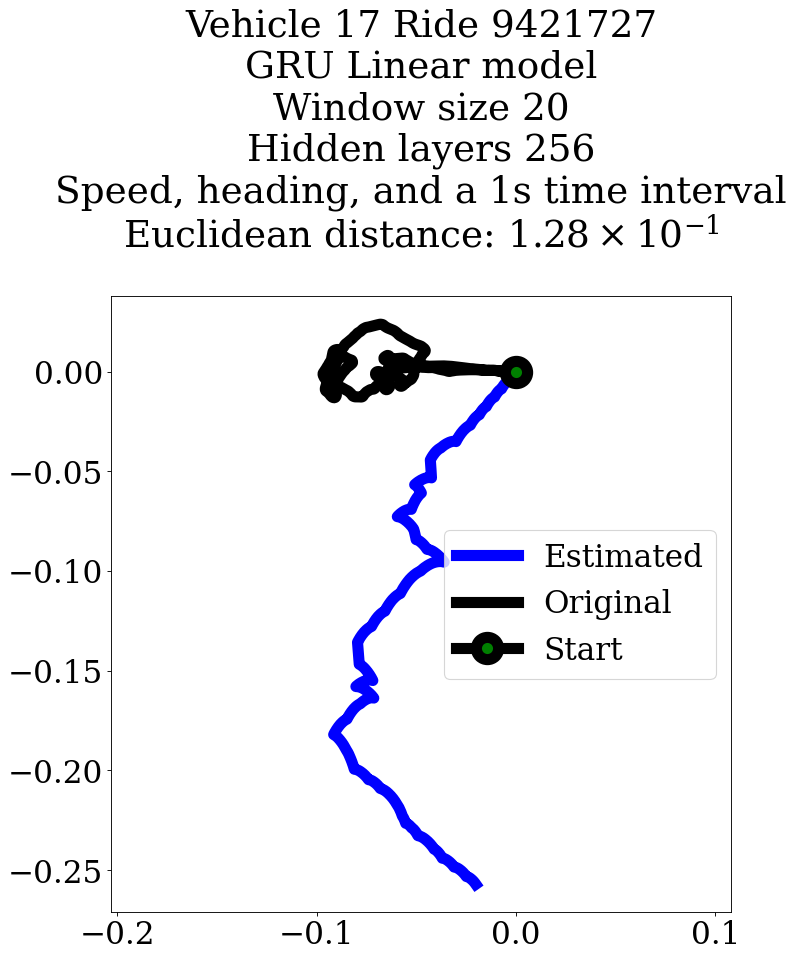 Vehicle 17 Ride 9421727
GRU Linear model
Window size 20
Hidden layers 256
Speed, heading, and a 1s time interval
Euclidean distance: 1.28 × 10⁻¹
0.00
−0.05
−0.10
−0.15
−0.20
−0.25
Estimated
Original
Start
−0.2
−0.1
0.0
0.1